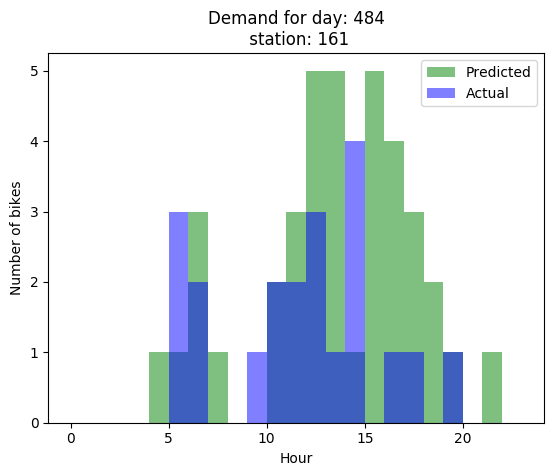 Demand for day: 484
station: 161
Predicted
Actual
Number of bikes
5
4
3
2
1
0
0 5 10 15 20
Hour